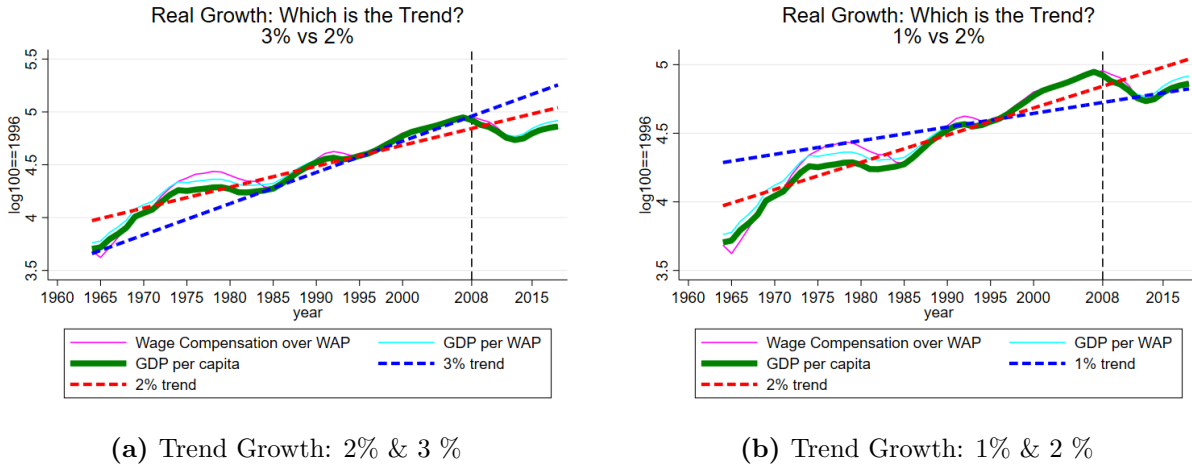 Real Growth: Which is the Trend?
3% vs 2%
log100==1996
5.5
5
4.5
4
3.5
1960 1965 1970 1975 1980 1985 1990 1995 2000 2008 2015
year
Wage Compensation over WAP GDP per WAP
GDP per capita 3% trend
2% trend
(a) Trend Growth: 2% & 3 %
Real Growth: Which is the Trend?
1% vs 2%
log100==1996
5
4.5
4
3.5
1960 1965 1970 1975 1980 1985 1990 1995 2000 2008 2015
year
Wage Compensation over WAP GDP per WAP
GDP per capita 1% trend
2% trend
(b) Trend Growth: 1% & 2 %